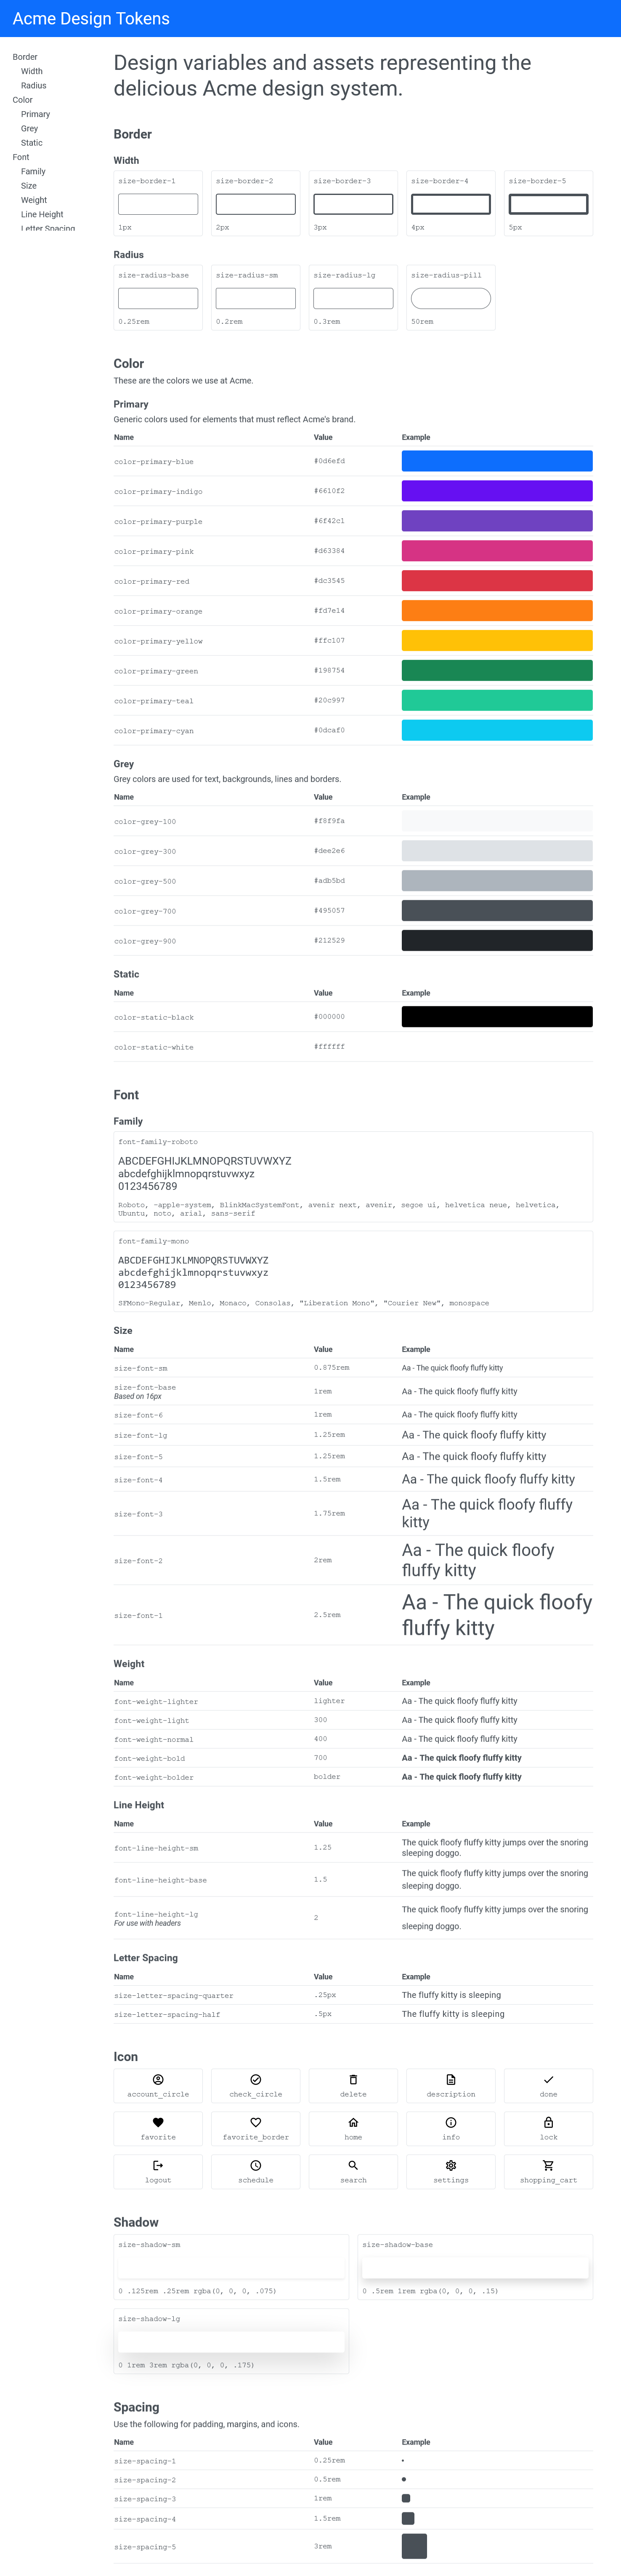 Acme Design Tokens
Border
Width
Radius
Color
Primary
Grey
Static
Font
Family
Size
Weight
Line Height
Letter Spacing
Design variables and assets representing the
delicious Acme design system.
Border
Width
size-border-1 size-border-2 size-border-3 size-border-4 size-border-5
1px 2px 3px 4px 5px
Radius
size-radius-base size-radius-sm size-radius-lg size-radius-pill
0.25rem 0.2rem 0.3rem 50rem
Color
These are the colors we use at Acme.
Primary
Generic colors used for elements that must reflect Acme's brand.
Name Value Example
color-primary-blue #0d6efd
color-primary-indigo #6610f2
color-primary-purple #6f42c1
color-primary-pink #d63384
color-primary-red #dc3545
color-primary-orange #fd7e14
color-primary-yellow #ffc107
color-primary-green #198754
color-primary-teal #20c997
color-primary-cyan #0dcaf0
Grey
Grey colors are used for text, backgrounds, lines and borders.
Name Value Example
color-grey-100 #f8f9fa
color-grey-300 #dee2e6
color-grey-500 #adb5bd
color-grey-700 #495057
color-grey-900 #212529
Static
Name Value Example
color-static-black #000000
color-static-white #ffffff
Font
Family
font-family-roboto
ABCDEFGHIJKLMNOPQRSTUVWXYZ
abcdefghijklmnopqrstuvwxyz
0123456789
Roboto, -apple-system, BlinkMacSystemFont, avenir next, avenir, segoe ui, helvetica neue, helvetica,
Ubuntu, noto, arial, sans-serif
font-family-mono
ABCDEFGHIJKLMNOPQRSTUVWXYZ
abcdefghijklmnopqrstuvwxyz
0123456789
SFMono-Regular, Menlo, Monaco, Consolas, "Liberation Mono", "Courier New", monospace
Size
Name Value Example
size-font-sm 0.875rem Aa - The quick floofy fluffy kitty
size-font-base 1rem Aa - The quick floofy fluffy kitty
Based on 16px
size-font-6 1rem Aa - The quick floofy fluffy kitty
size-font-lg 1.25rem Aa - The quick floofy fluffy kitty
size-font-5 1.25rem Aa - The quick floofy fluffy kitty
size-font-4 1.5rem Aa - The quick floofy fluffy kitty
size-font-3 1.75rem Aa - The quick floofy fluffy
kitty
size-font-2 2rem Aa - The quick floofy
fluffy kitty
size-font-1 2.5rem Aa - The quick floofy
fluffy kitty
Weight
Name Value Example
font-weight-lighter lighter Aa - The quick floofy fluffy kitty
font-weight-light 300 Aa - The quick floofy fluffy kitty
font-weight-normal 400 Aa - The quick floofy fluffy kitty
font-weight-bold 700 Aa - The quick floofy fluffy kitty
font-weight-bolder bolder Aa - The quick floofy fluffy kitty
Line Height
Name Value Example
font-line-height-sm 1.25 The quick floofy fluffy kitty jumps over the snoring
sleeping doggo.
font-line-height-base 1.5 The quick floofy fluffy kitty jumps over the snoring
sleeping doggo.
font-line-height-lg 2 The quick floofy fluffy kitty jumps over the snoring
For use with headers sleeping doggo.
Letter Spacing
Name Value Example
size-letter-spacing-quarter .25px The fluffy kitty is sleeping
size-letter-spacing-half .5px The fluffy kitty is sleeping
Icon
account_circle check_circle delete description done
favorite favorite_border home info lock
logout schedule search settings shopping_cart
Shadow
size-shadow-sm size-shadow-base
0 .125rem .25rem rgba(0, 0, 0, .075) 0 .5rem 1rem rgba(0, 0, 0, .15)
size-shadow-lg
0 1rem 3rem rgba(0, 0, 0, .175)
Spacing
Use the following for padding, margins, and icons.
Name Value Example
size-spacing-1 0.25rem
size-spacing-2 0.5rem
size-spacing-3 1rem
size-spacing-4 1.5rem
size-spacing-5 3rem